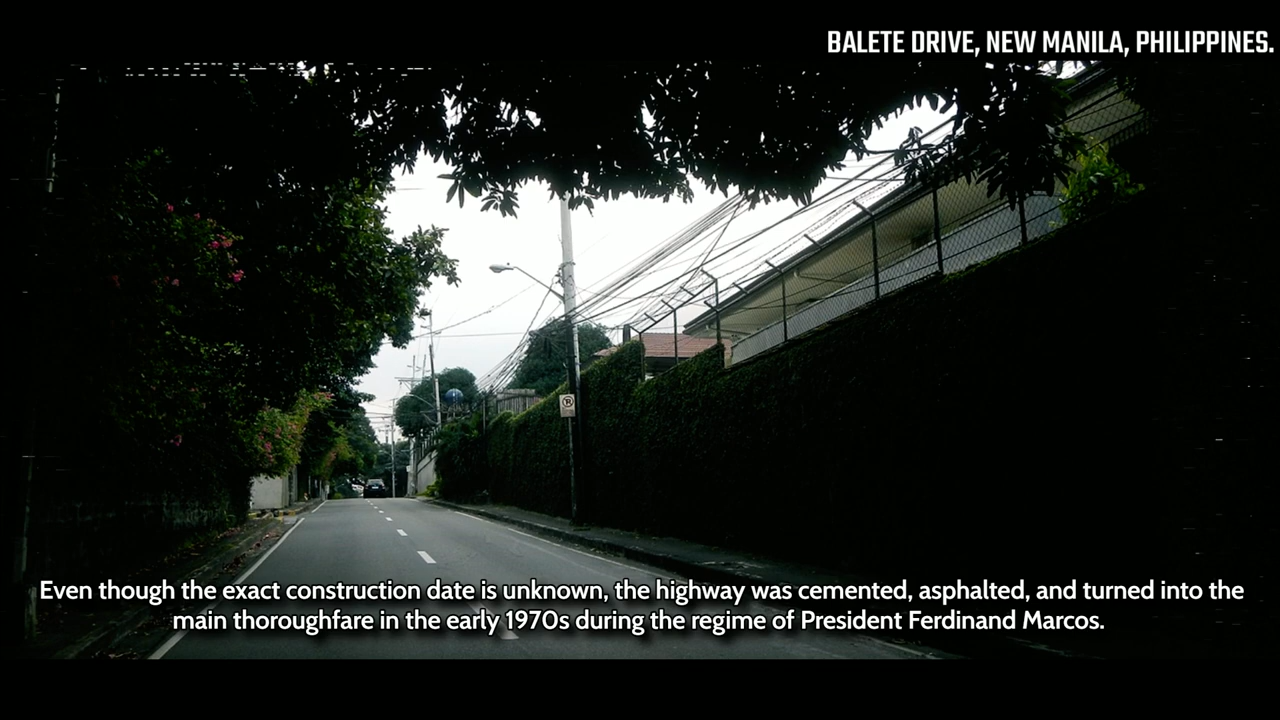 BALETE DRIVE, NEW MANILA, PHILIPPINES.
Even though the exact construction date is unknown, the highway was cemented, asphalted, and turned into the
main thoroughfare in the early 1970s during the regime of President Ferdinand Marcos.